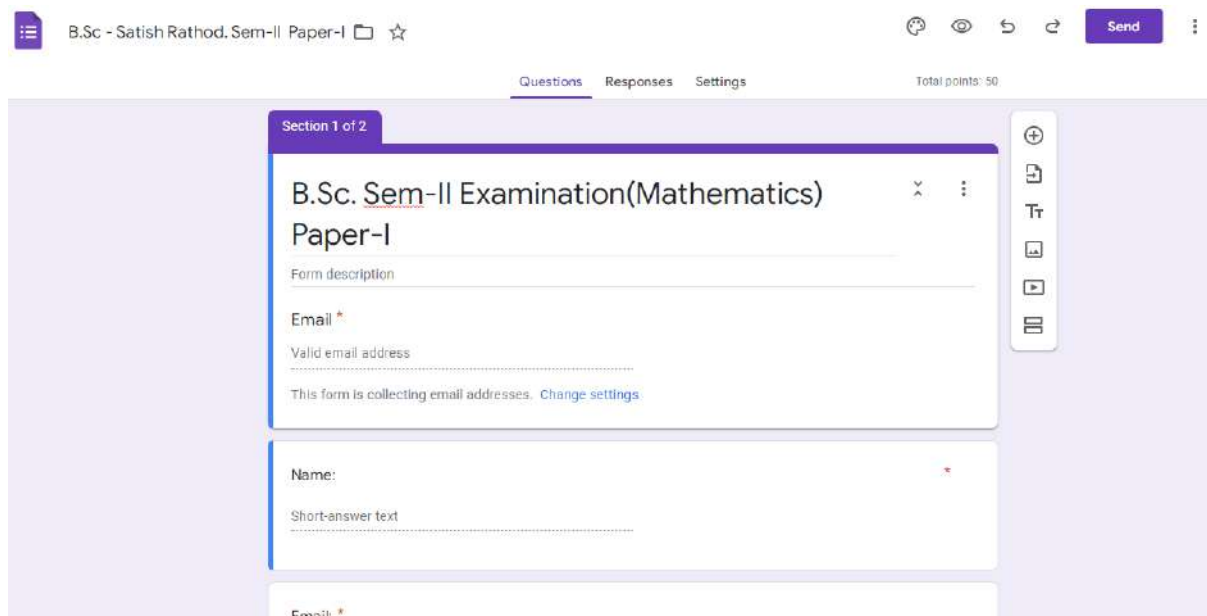 B.Sc - Satish Rathod. Sem-II Paper-I
Send
Questions Responses Settings
Total points: 50
Section 1 of 2
B.Sc. Sem-II Examination(Mathematics)
Paper-I
Form description
Email *
Valid email address
This form is collecting email addresses. Change settings
Name: *
Short-answer text
Email: *